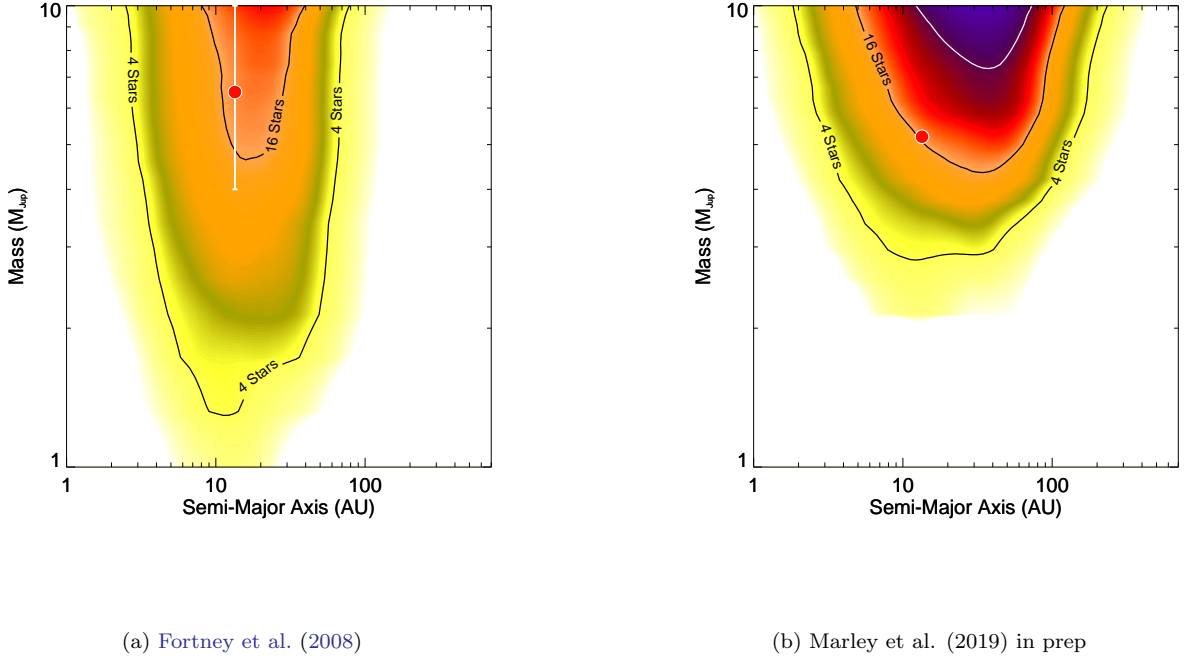 10
4 Stars
16 Stars
4 Stars
4 Stars
Mass (M_Jup)
1
1 10 100
Semi-Major Axis (AU)
(a) Fortney et al. (2008)
10
16 Stars
4 Stars
4 Stars
Mass (M_Jup)
1
1 10 100
Semi-Major Axis (AU)
(b) Marley et al. (2019) in prep